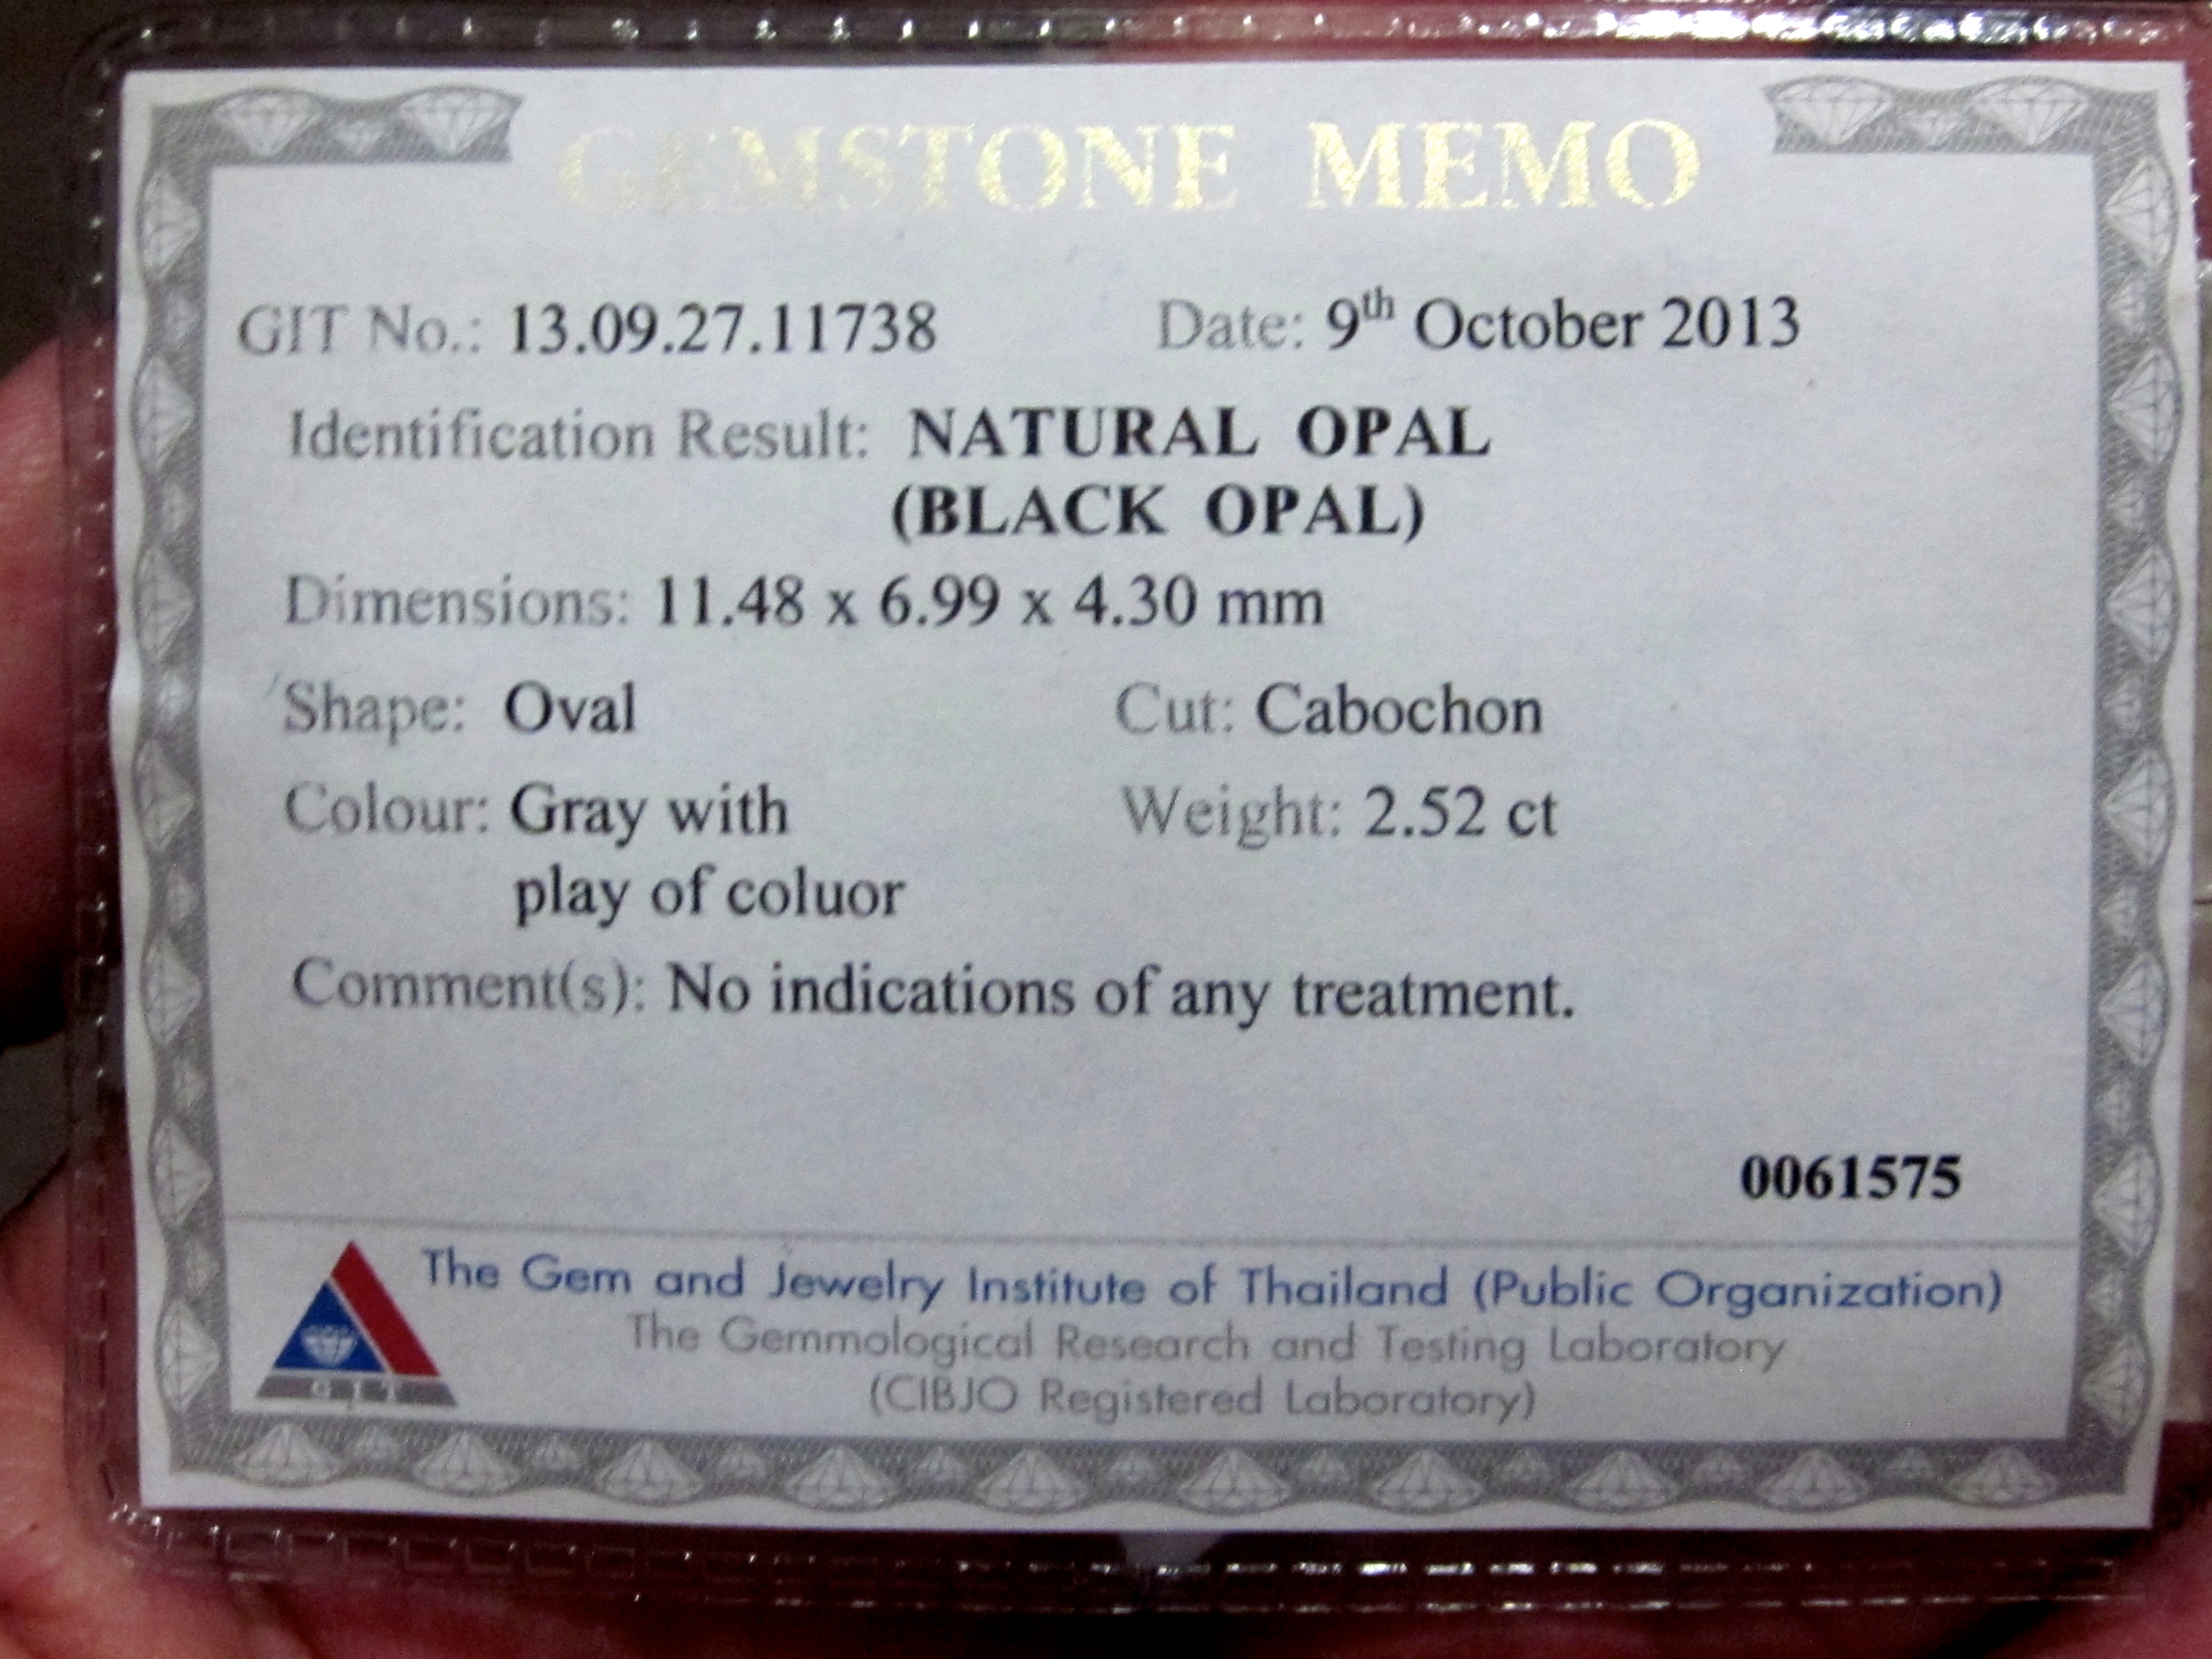 GEMSTONE MEMO
GIT No.: 13.09.27.11738 Date: 9th October 2013
Identification Result: NATURAL OPAL
(BLACK OPAL)
Dimensions: 11.48 x 6.99 x 4.30 mm
Shape: Oval Cut: Cabochon
Colour: Gray with Weight: 2.52 ct
play of coluor
Comment(s): No indications of any treatment.
0061575
The Gem and Jewelry Institute of Thailand (Public Organization)
The Gemmological Research and Testing Laboratory
(CIBJO Registered Laboratory)
GIT